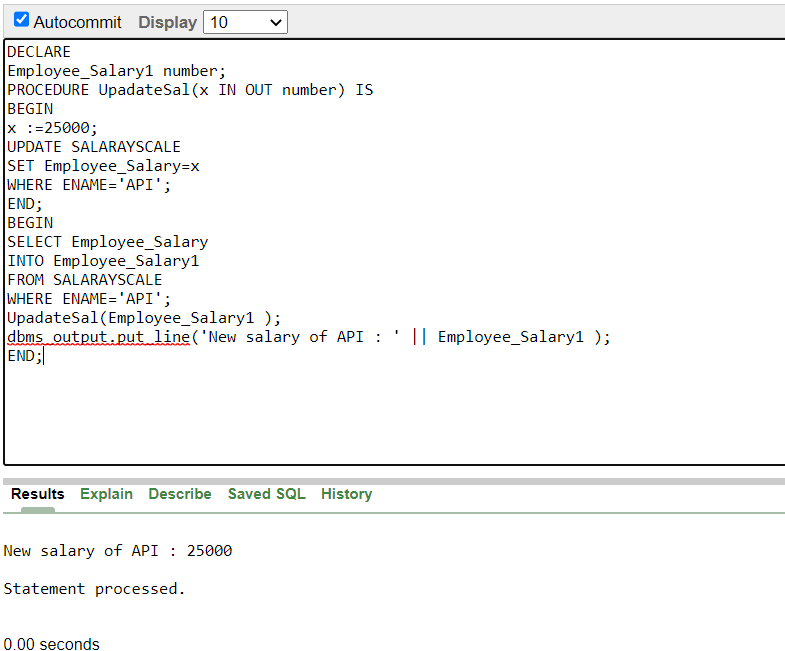 Autocommit Display 10
DECLARE
Employee_Salary1 number;
PROCEDURE UpadateSal(x IN OUT number) IS
BEGIN
x :=25000;
UPDATE SALARAYSCALE
SET Employee_Salary=x
WHERE ENAME='API';
END;
BEGIN
SELECT Employee_Salary
INTO Employee_Salary1
FROM SALARAYSCALE
WHERE ENAME='API';
UpadateSal(Employee_Salary1 );
dbms_output.put_line('New salary of API : ' || Employee_Salary1 );
END;
Results Explain Describe Saved SQL History
New salary of API : 25000
Statement processed.
0.00 seconds